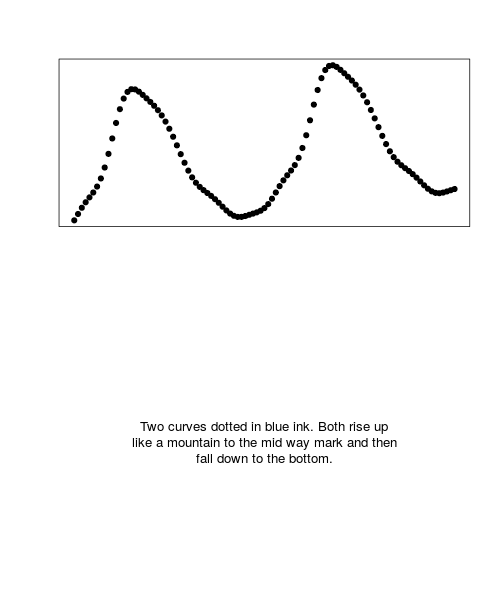 Two curves dotted in blue ink. Both rise up
like a mountain to the mid way mark and then
fall down to the bottom.